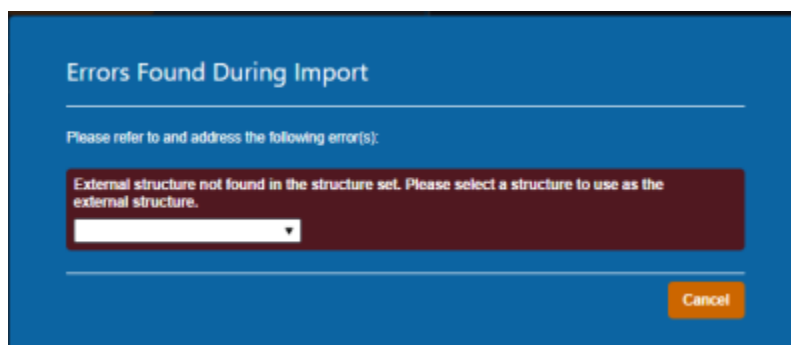 Errors Found During Import
Please refer to and address the following error(s):
External structure not found in the structure set. Please select a structure to use as the
external structure.
Cancel